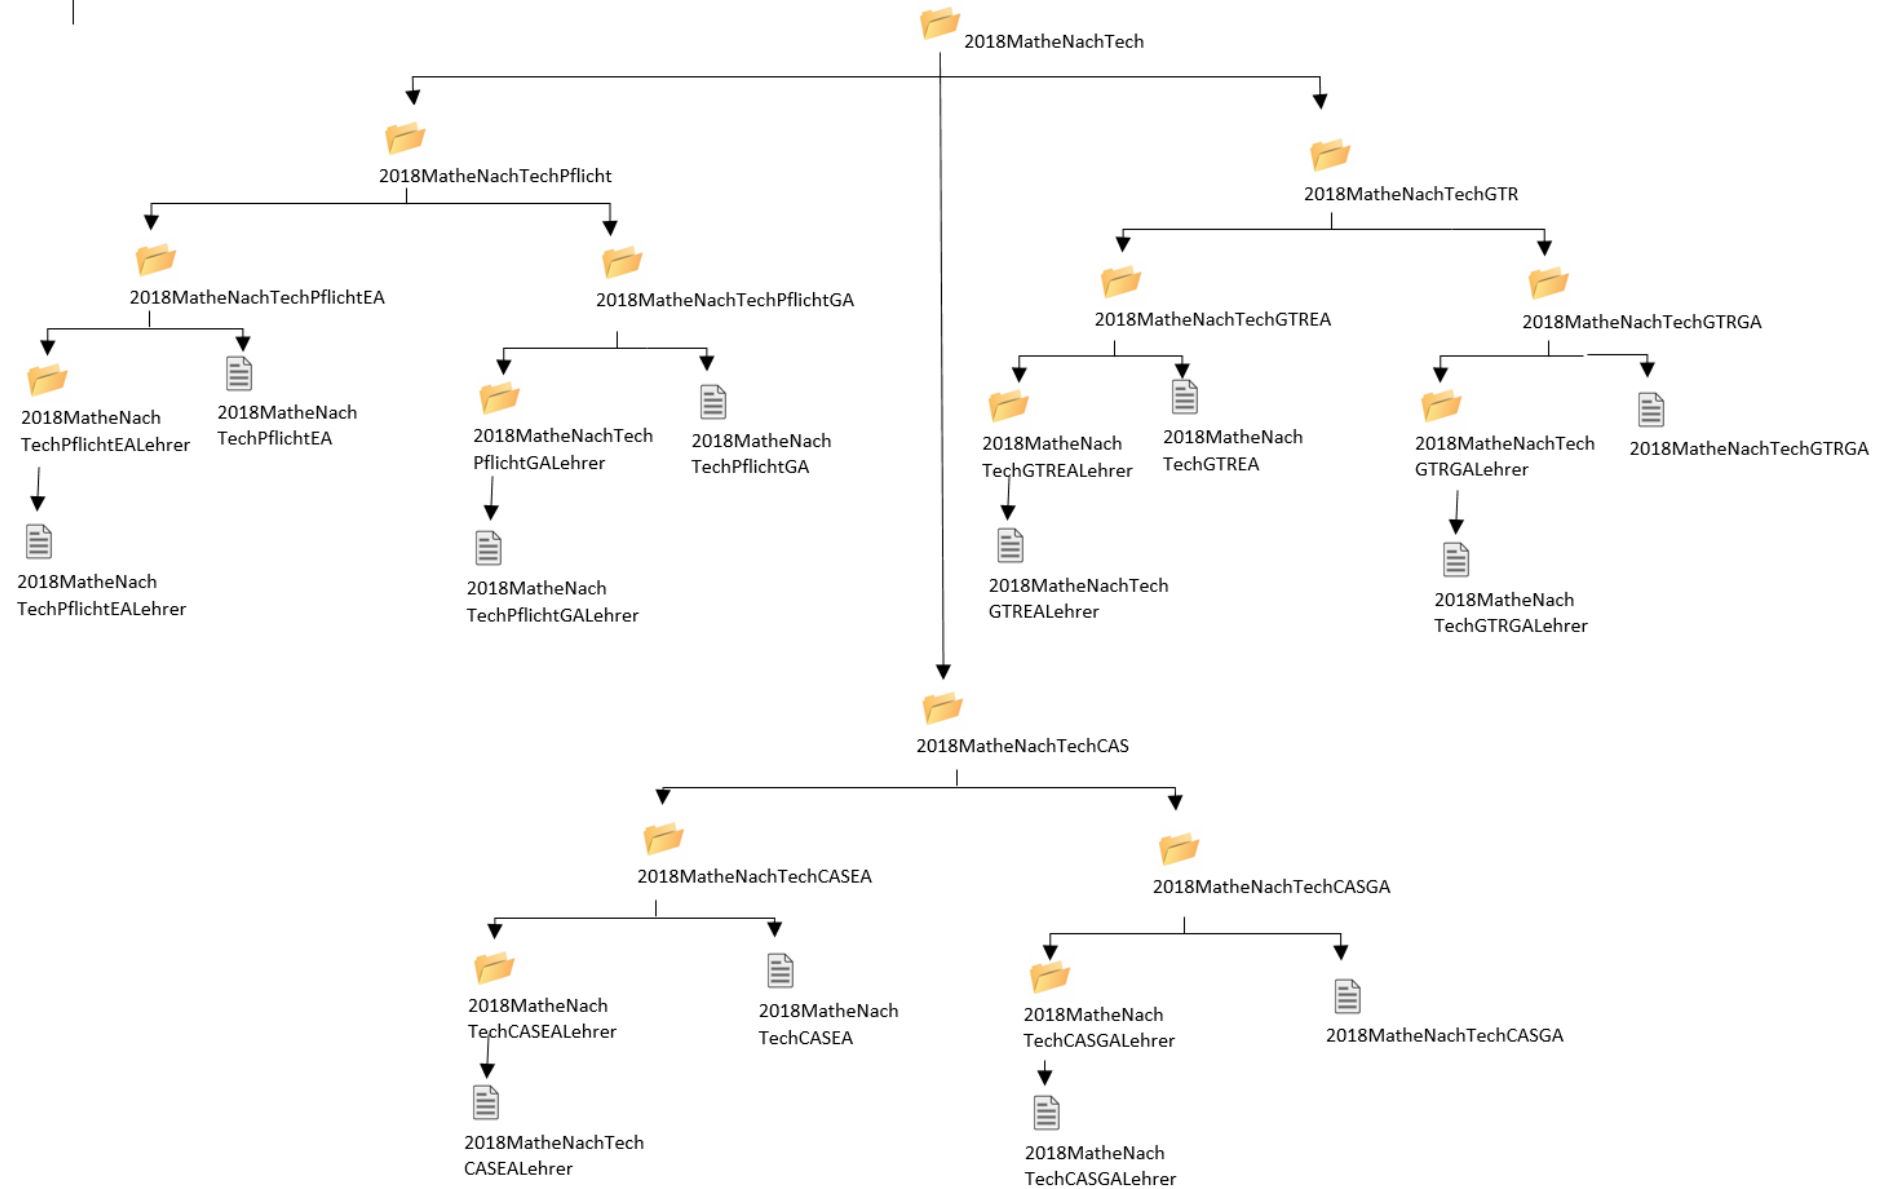 2018MatheNachTech
2018MatheNachTechPflicht
2018MatheNachTechGTR
2018MatheNachTechPflichtEA
2018MatheNachTechPflichtGA
2018MatheNachTechGTREA
2018MatheNachTechGTRGA
2018MatheNach
TechPflichtEALehrer
2018MatheNach
TechPflichtEA
2018MatheNachTech
PflichtGALehrer
2018MatheNach
TechPflichtGA
2018MatheNach
TechGTREALehrer
2018MatheNach
TechGTREA
2018MatheNachTech
GTRGALehrer
2018MatheNachTechGTRGA
2018MatheNach
TechPflichtEALehrer
2018MatheNach
TechPflichtGALehrer
2018MatheNachTech
GTREALehrer
2018MatheNach
TechGTRGALehrer
2018MatheNachTechCAS
2018MatheNachTechCASEA
2018MatheNachTechCASGA
2018MatheNach
TechCASEALehrer
2018MatheNach
TechCASEA
2018MatheNach
TechCASGALehrer
2018MatheNachTechCASGA
2018MatheNachTech
CASEALehrer
2018MatheNach
TechCASGALehrer